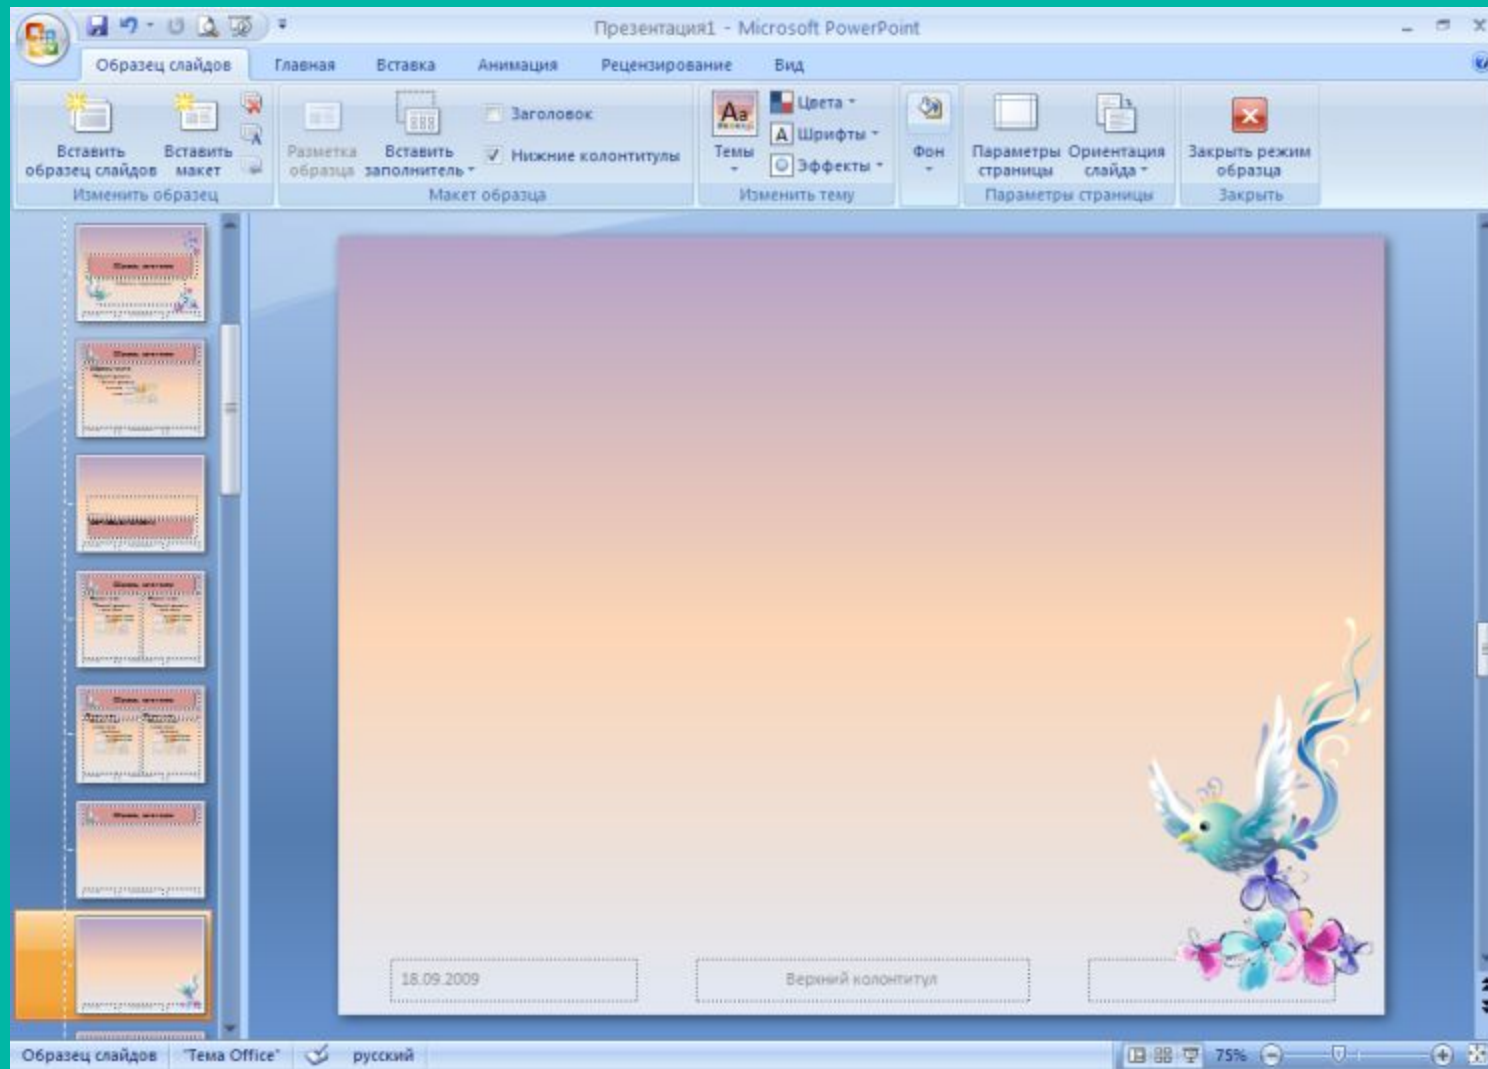 Презентация1 - Microsoft PowerPoint
Образец слайдов Главная Вставка Анимация Рецензирование Вид
Вставить образец слайдов
Вставить макет
Изменить образец
Разметка образца
Вставить заполнитель
Заголовок
Нижние колонтитулы
Макет образца
Aa
Темы
Цвета
A Шрифты
Эффекты
Изменить тему
Фон
Параметры страницы
Ориентация слайда
Параметры страницы
Закрыть режим образца
Закрыть
18.09.2009
Верхний колонтитул
Образец слайдов "Тема Office" русский 75%